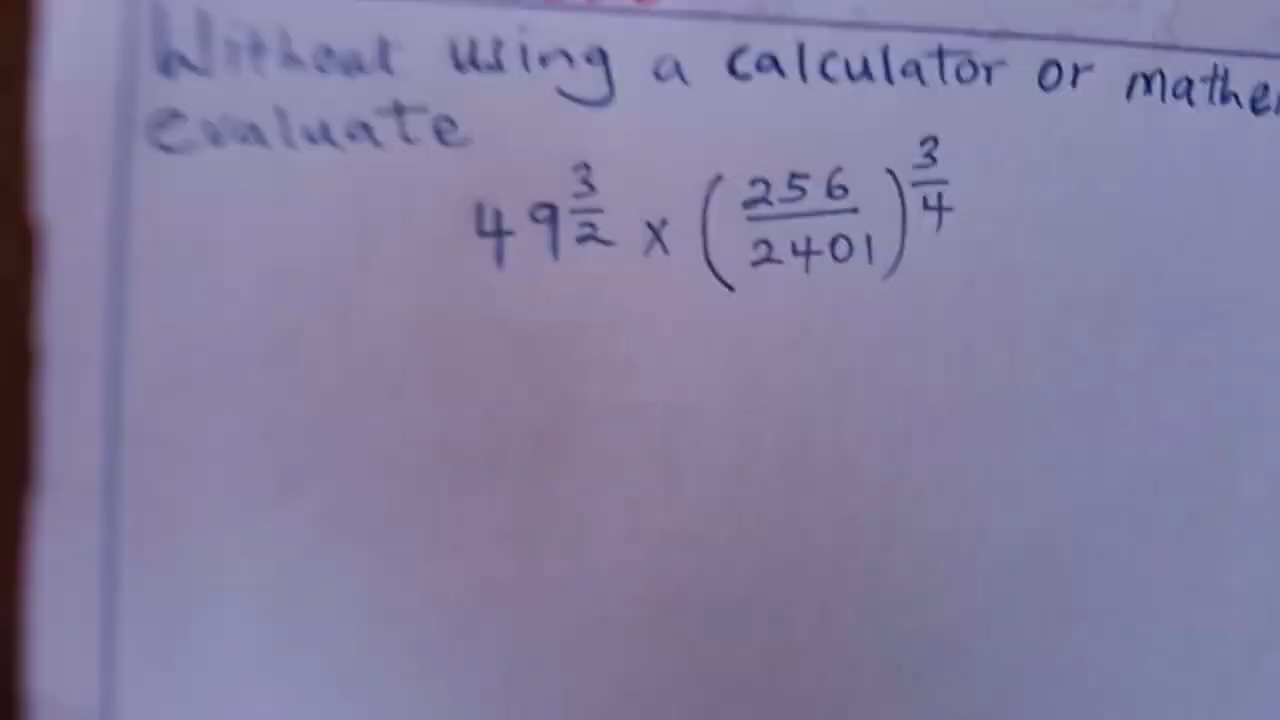 Without using a calculator or mathe
evaluate
49^{3/2} x (256/2401)^{3/4}